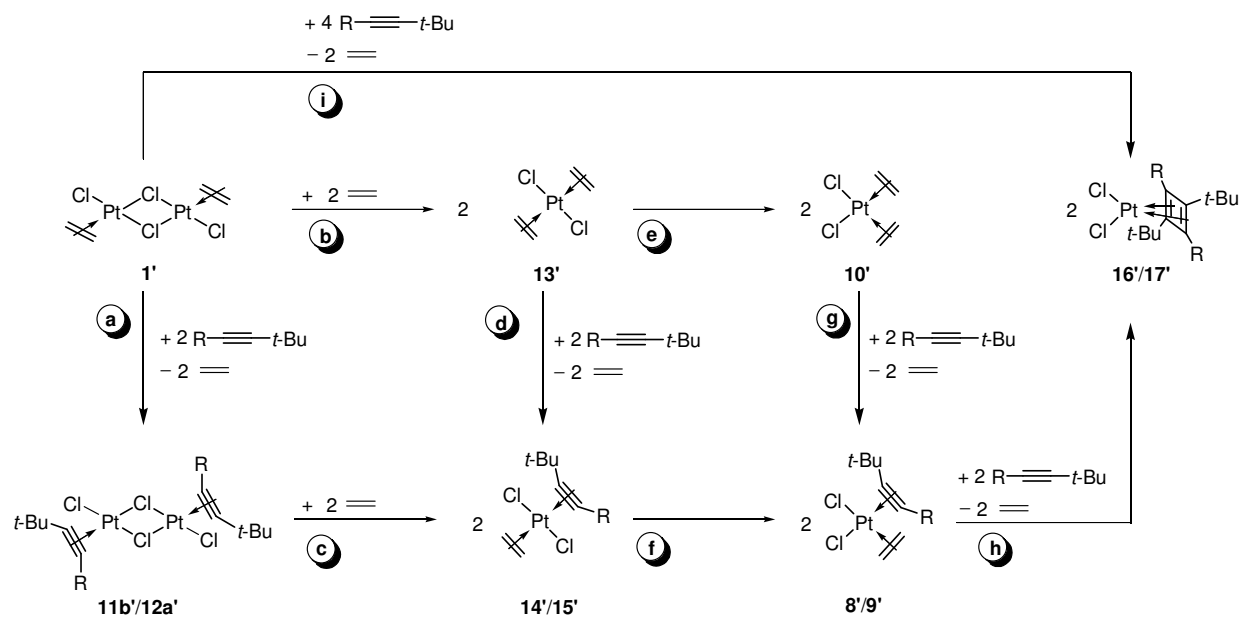 + 4 R t-Bu
− 2
i
Cl Cl Pt Pt Cl Cl
1'
+ 2
b
2 Cl Pt Cl
13'
e
2 Cl Pt Cl
10'
2 Cl Pt Cl R t-Bu t-Bu R
16'/17'
a
+ 2 R t-Bu
− 2
d
+ 2 R t-Bu
− 2
g
+ 2 R t-Bu
− 2
t-Bu R Cl Cl Pt Pt Cl Cl R t-Bu
11b'/12a'
+ 2
c
2 t-Bu Cl Pt R Cl
14'/15'
f
2 t-Bu Cl Pt R Cl
8'/9'
+ 2 R t-Bu
− 2
h